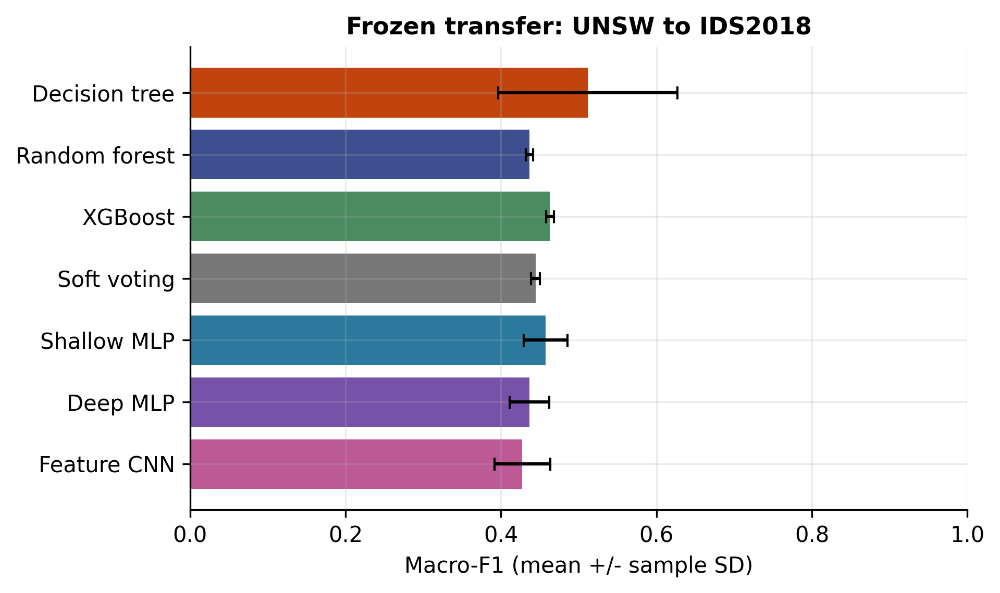 Frozen transfer: UNSW to IDS2018
Decision tree
Random forest
XGBoost
Soft voting
Shallow MLP
Deep MLP
Feature CNN
0.0 0.2 0.4 0.6 0.8 1.0
Macro-F1 (mean +/- sample SD)